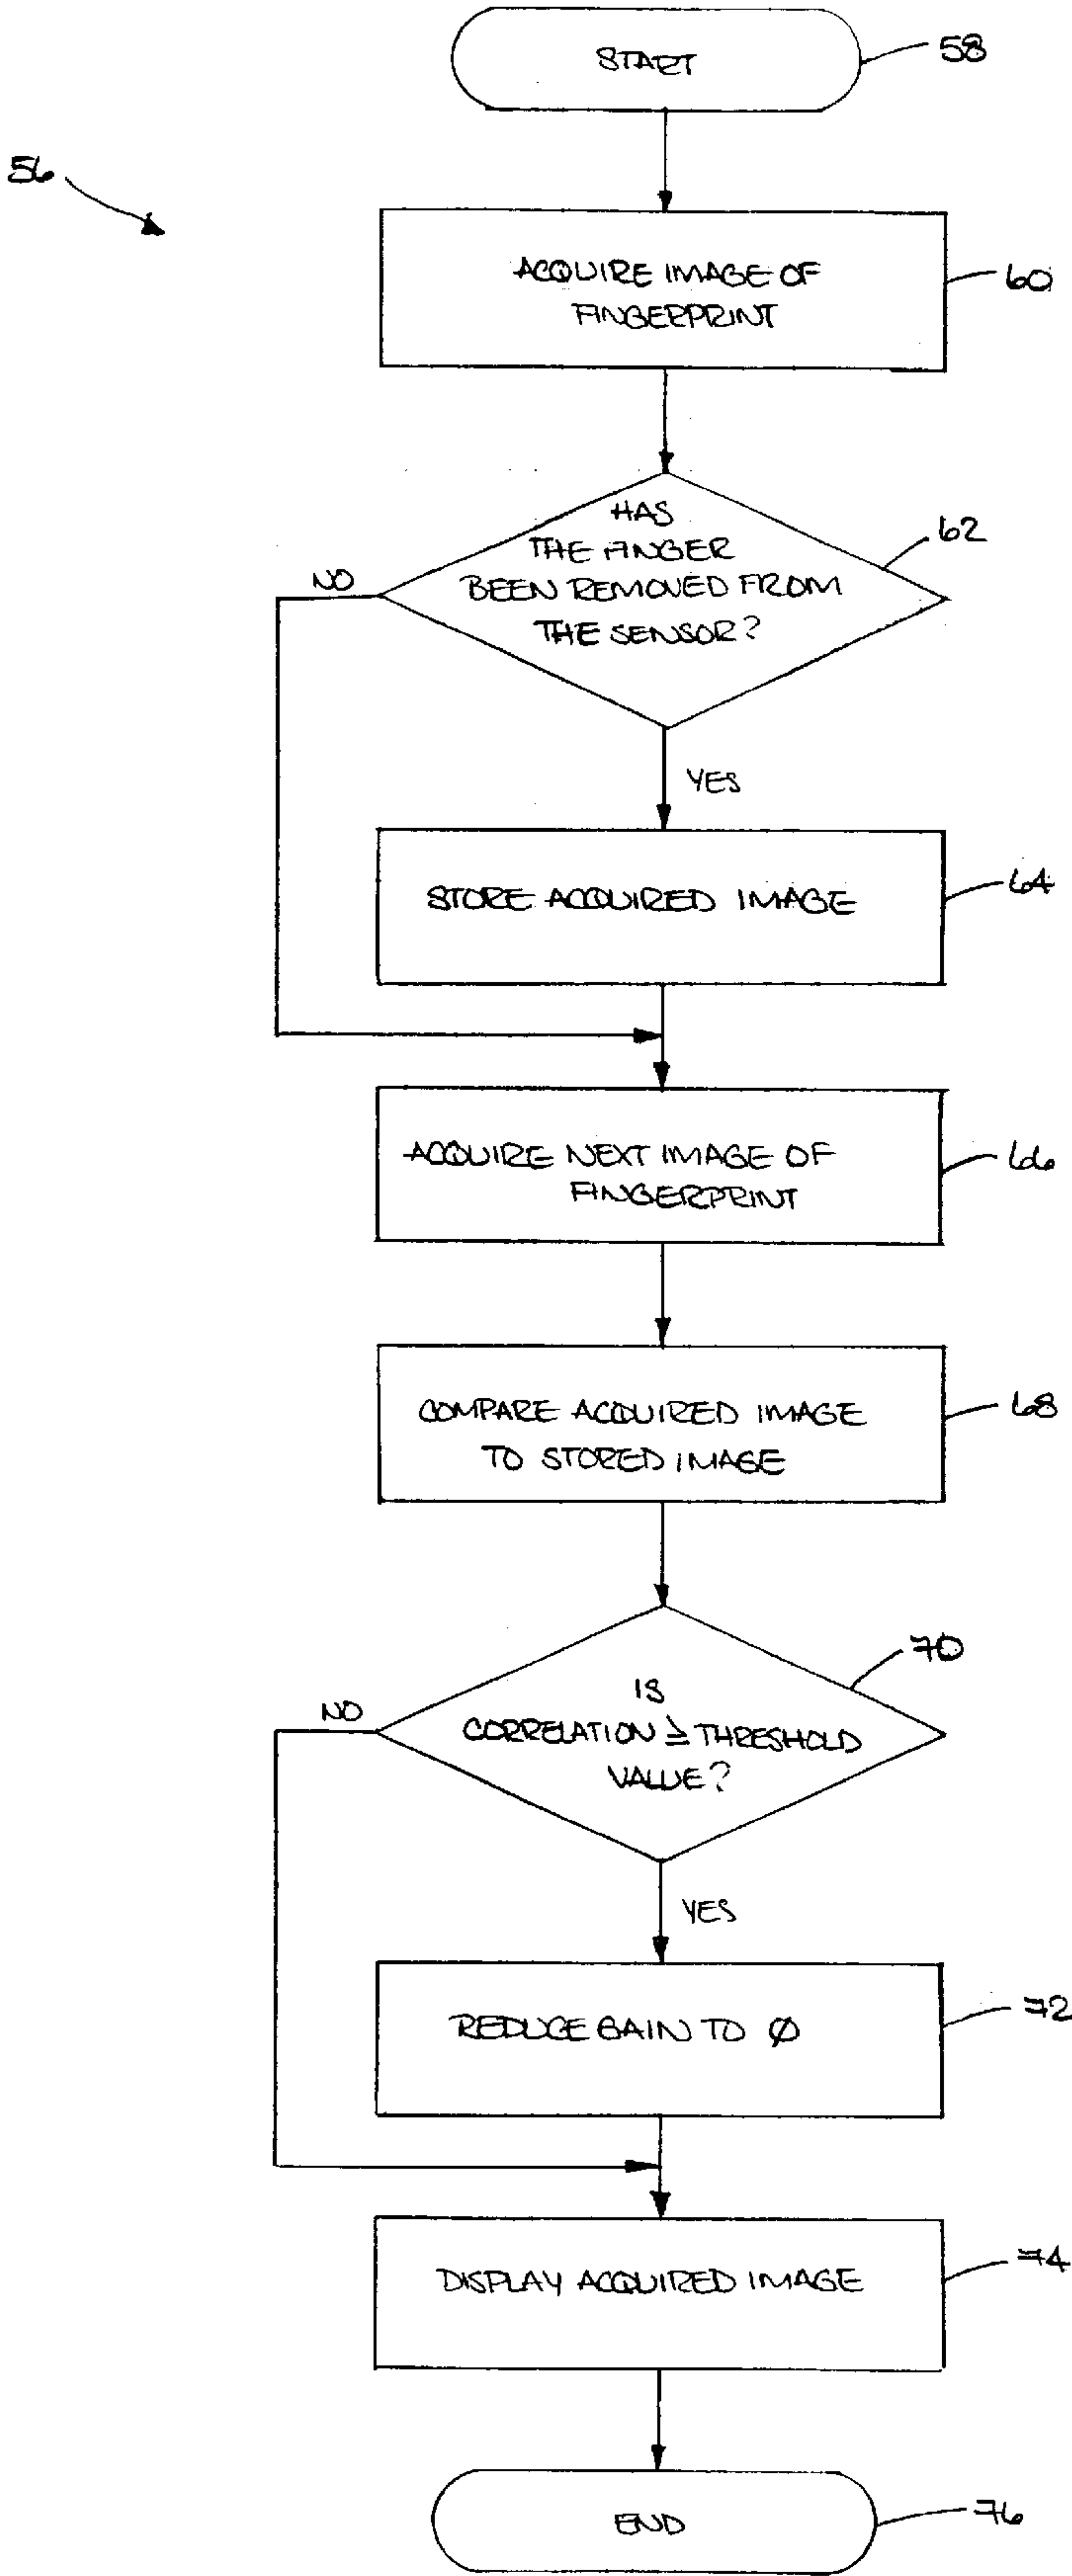 START
58
56
ACQUIRE IMAGE OF
FINGERPRINT
60
HAS
THE FINGER
BEEN REMOVED FROM
THE SENSOR?
62
NO
YES
STORE ACQUIRED IMAGE
64
ACQUIRE NEXT IMAGE OF
FINGERPRINT
66
COMPARE ACQUIRED IMAGE
TO STORED IMAGE
68
IS
CORRELATION ≥ THRESHOLD
VALUE?
70
NO
YES
REDUCE GAIN TO Ø
72
DISPLAY ACQUIRED IMAGE
74
END
76